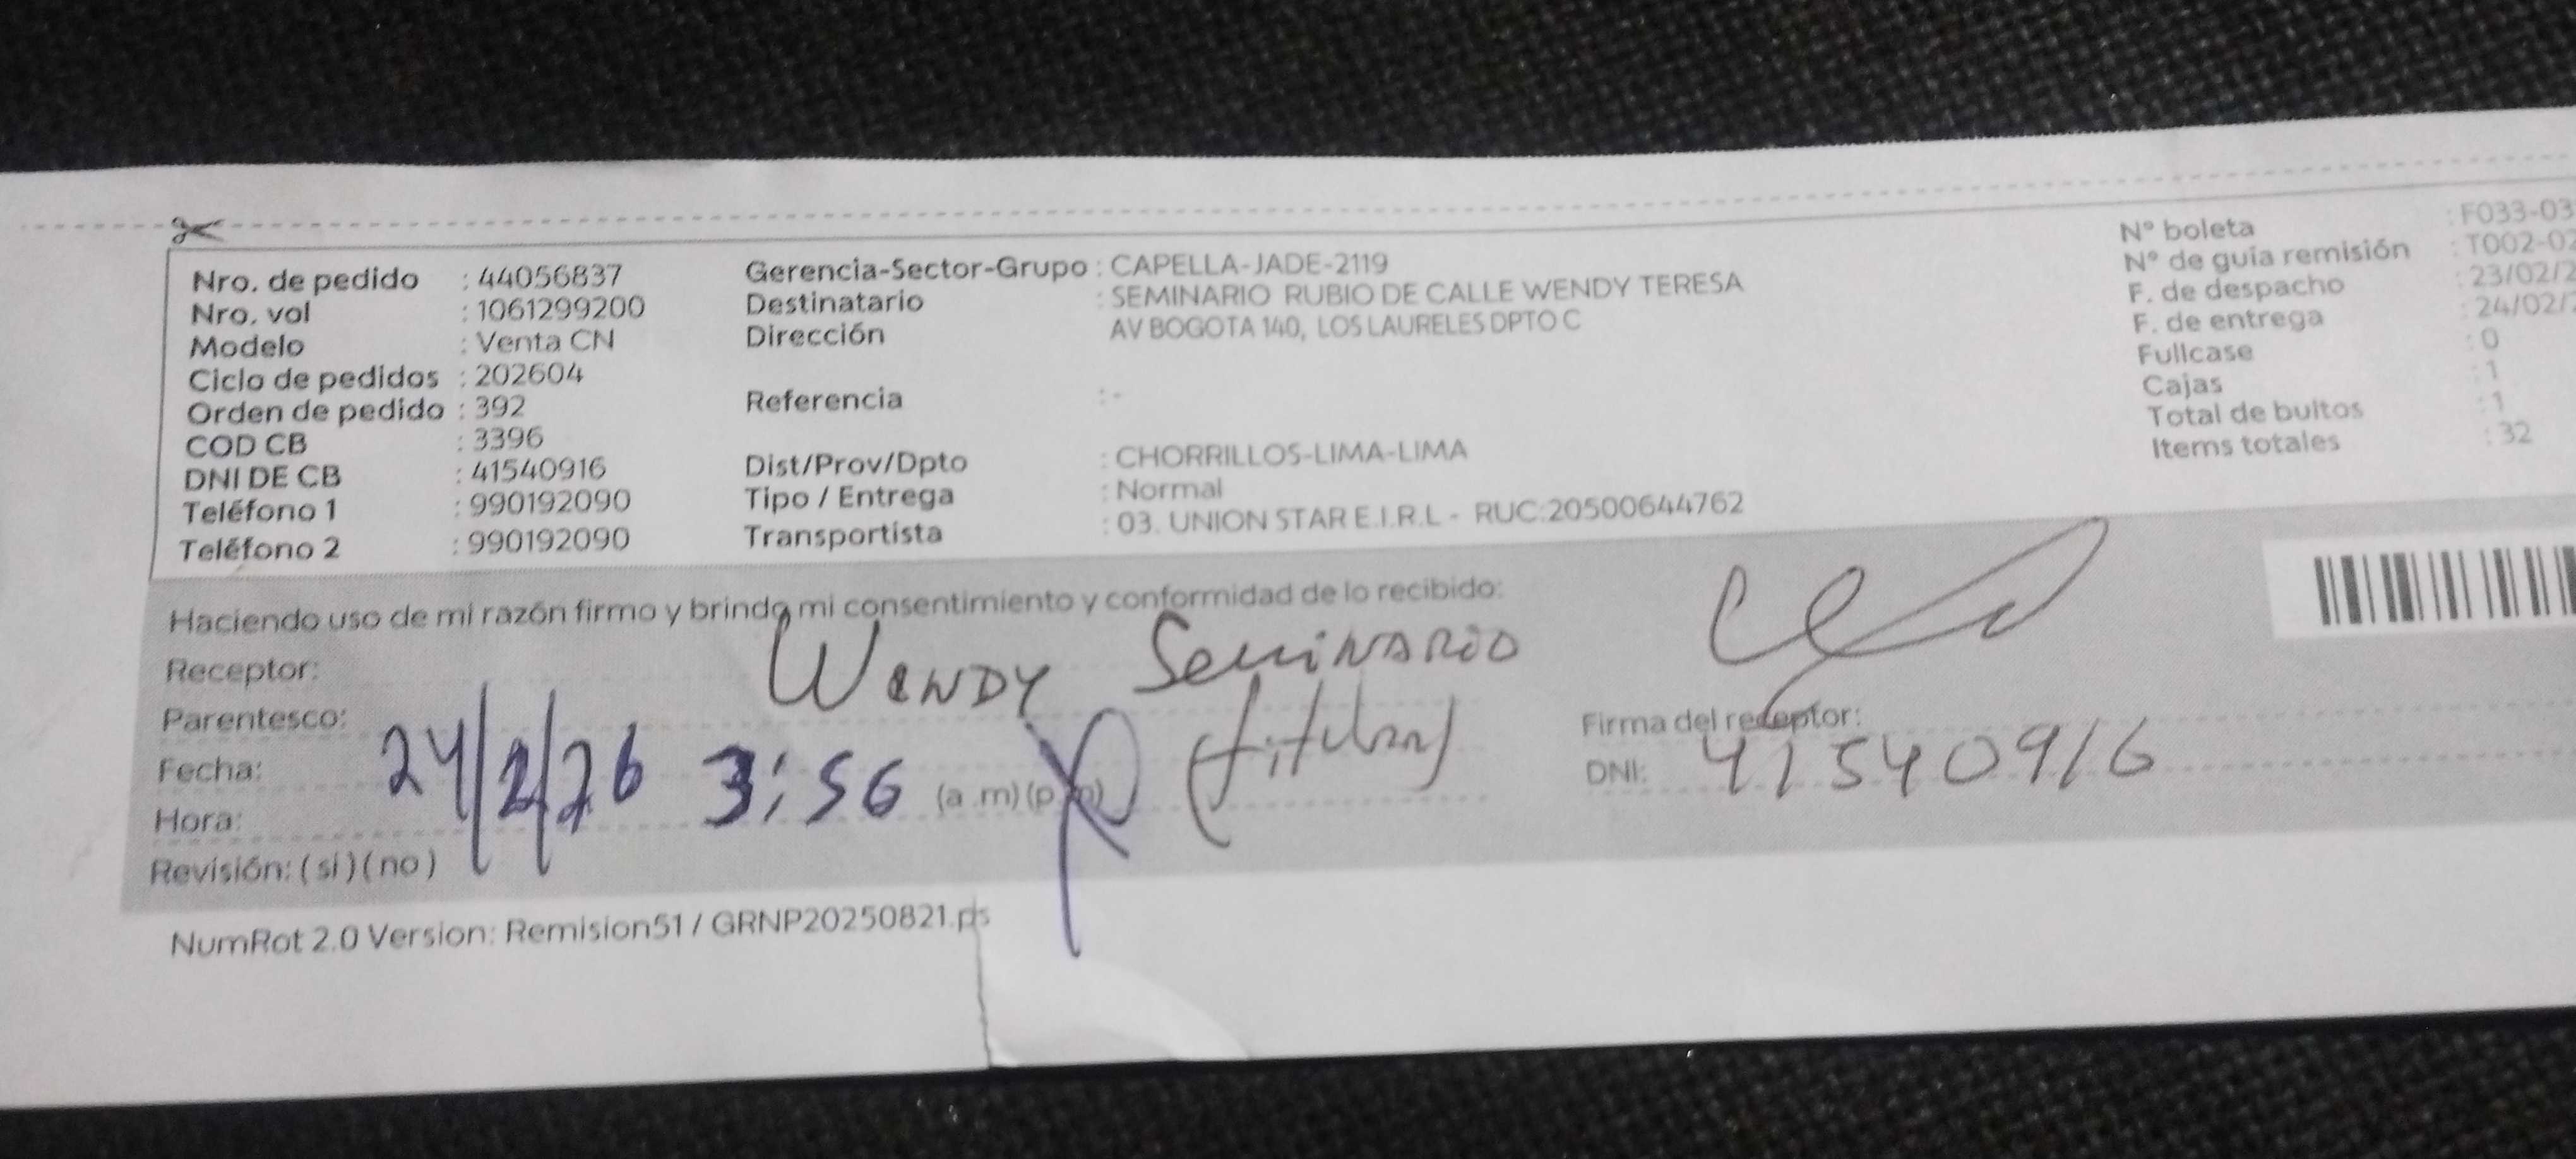 Nro. de pedido : 44056837
Nro. vol : 1061299200
Modelo : Venta CN
Ciclo de pedidos : 202604
Orden de pedido : 392
COD CB : 3396
DNI DE CB : 41540916
Teléfono 1 : 990192090
Teléfono 2 : 990192090
Gerencia-Sector-Grupo : CAPELLA-JADE-2119
Destinatario : SEMINARIO RUBIO DE CALLE WENDY TERESA
Dirección AV BOGOTA 140, LOS LAURELES DPTO C
Referencia : -
Dist/Prov/Dpto : CHORRILLOS-LIMA-LIMA
Tipo / Entrega : Normal
Transportista : 03. UNION STAR E.I.R.L - RUC:20500644762
N° boleta : F033-03
N° de guia remisión : T002-02
F. de despacho : 23/02/2
F. de entrega : 24/02/
Fullcase : 0
Cajas : 1
Total de bultos : 1
Items totales : 32
Haciendo uso de mi razón firmo y brindo mi consentimiento y conformidad de lo recibido:
Receptor: Wendy Seminario
Parentesco: (titular)
Fecha: 24/2/26
Hora: 3:56 (a .m) (p.m)
Revisión: ( si ) ( no )
Firma del receptor:
DNI: 41540916
NumRot 2.0 Version: Remision51 / GRNP20250821.ps